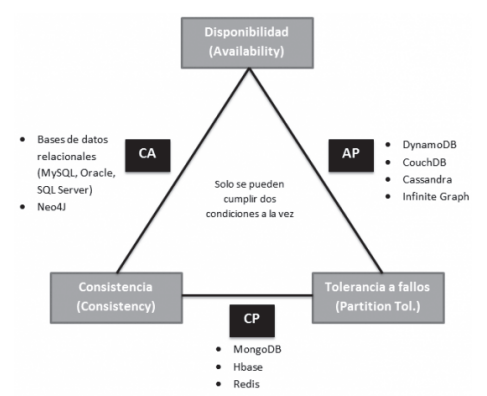 Disponibilidad
(Availability)
• Bases de datos
relacionales
(MySQL, Oracle,
SQL Server)
• Neo4J
CA
AP
• DynamoDB
• CouchDB
• Cassandra
• Infinite Graph
Solo se pueden
cumplir dos
condiciones a la vez
Consistencia
(Consistency)
Tolerancia a fallos
(Partition Tol.)
CP
• MongoDB
• Hbase
• Redis